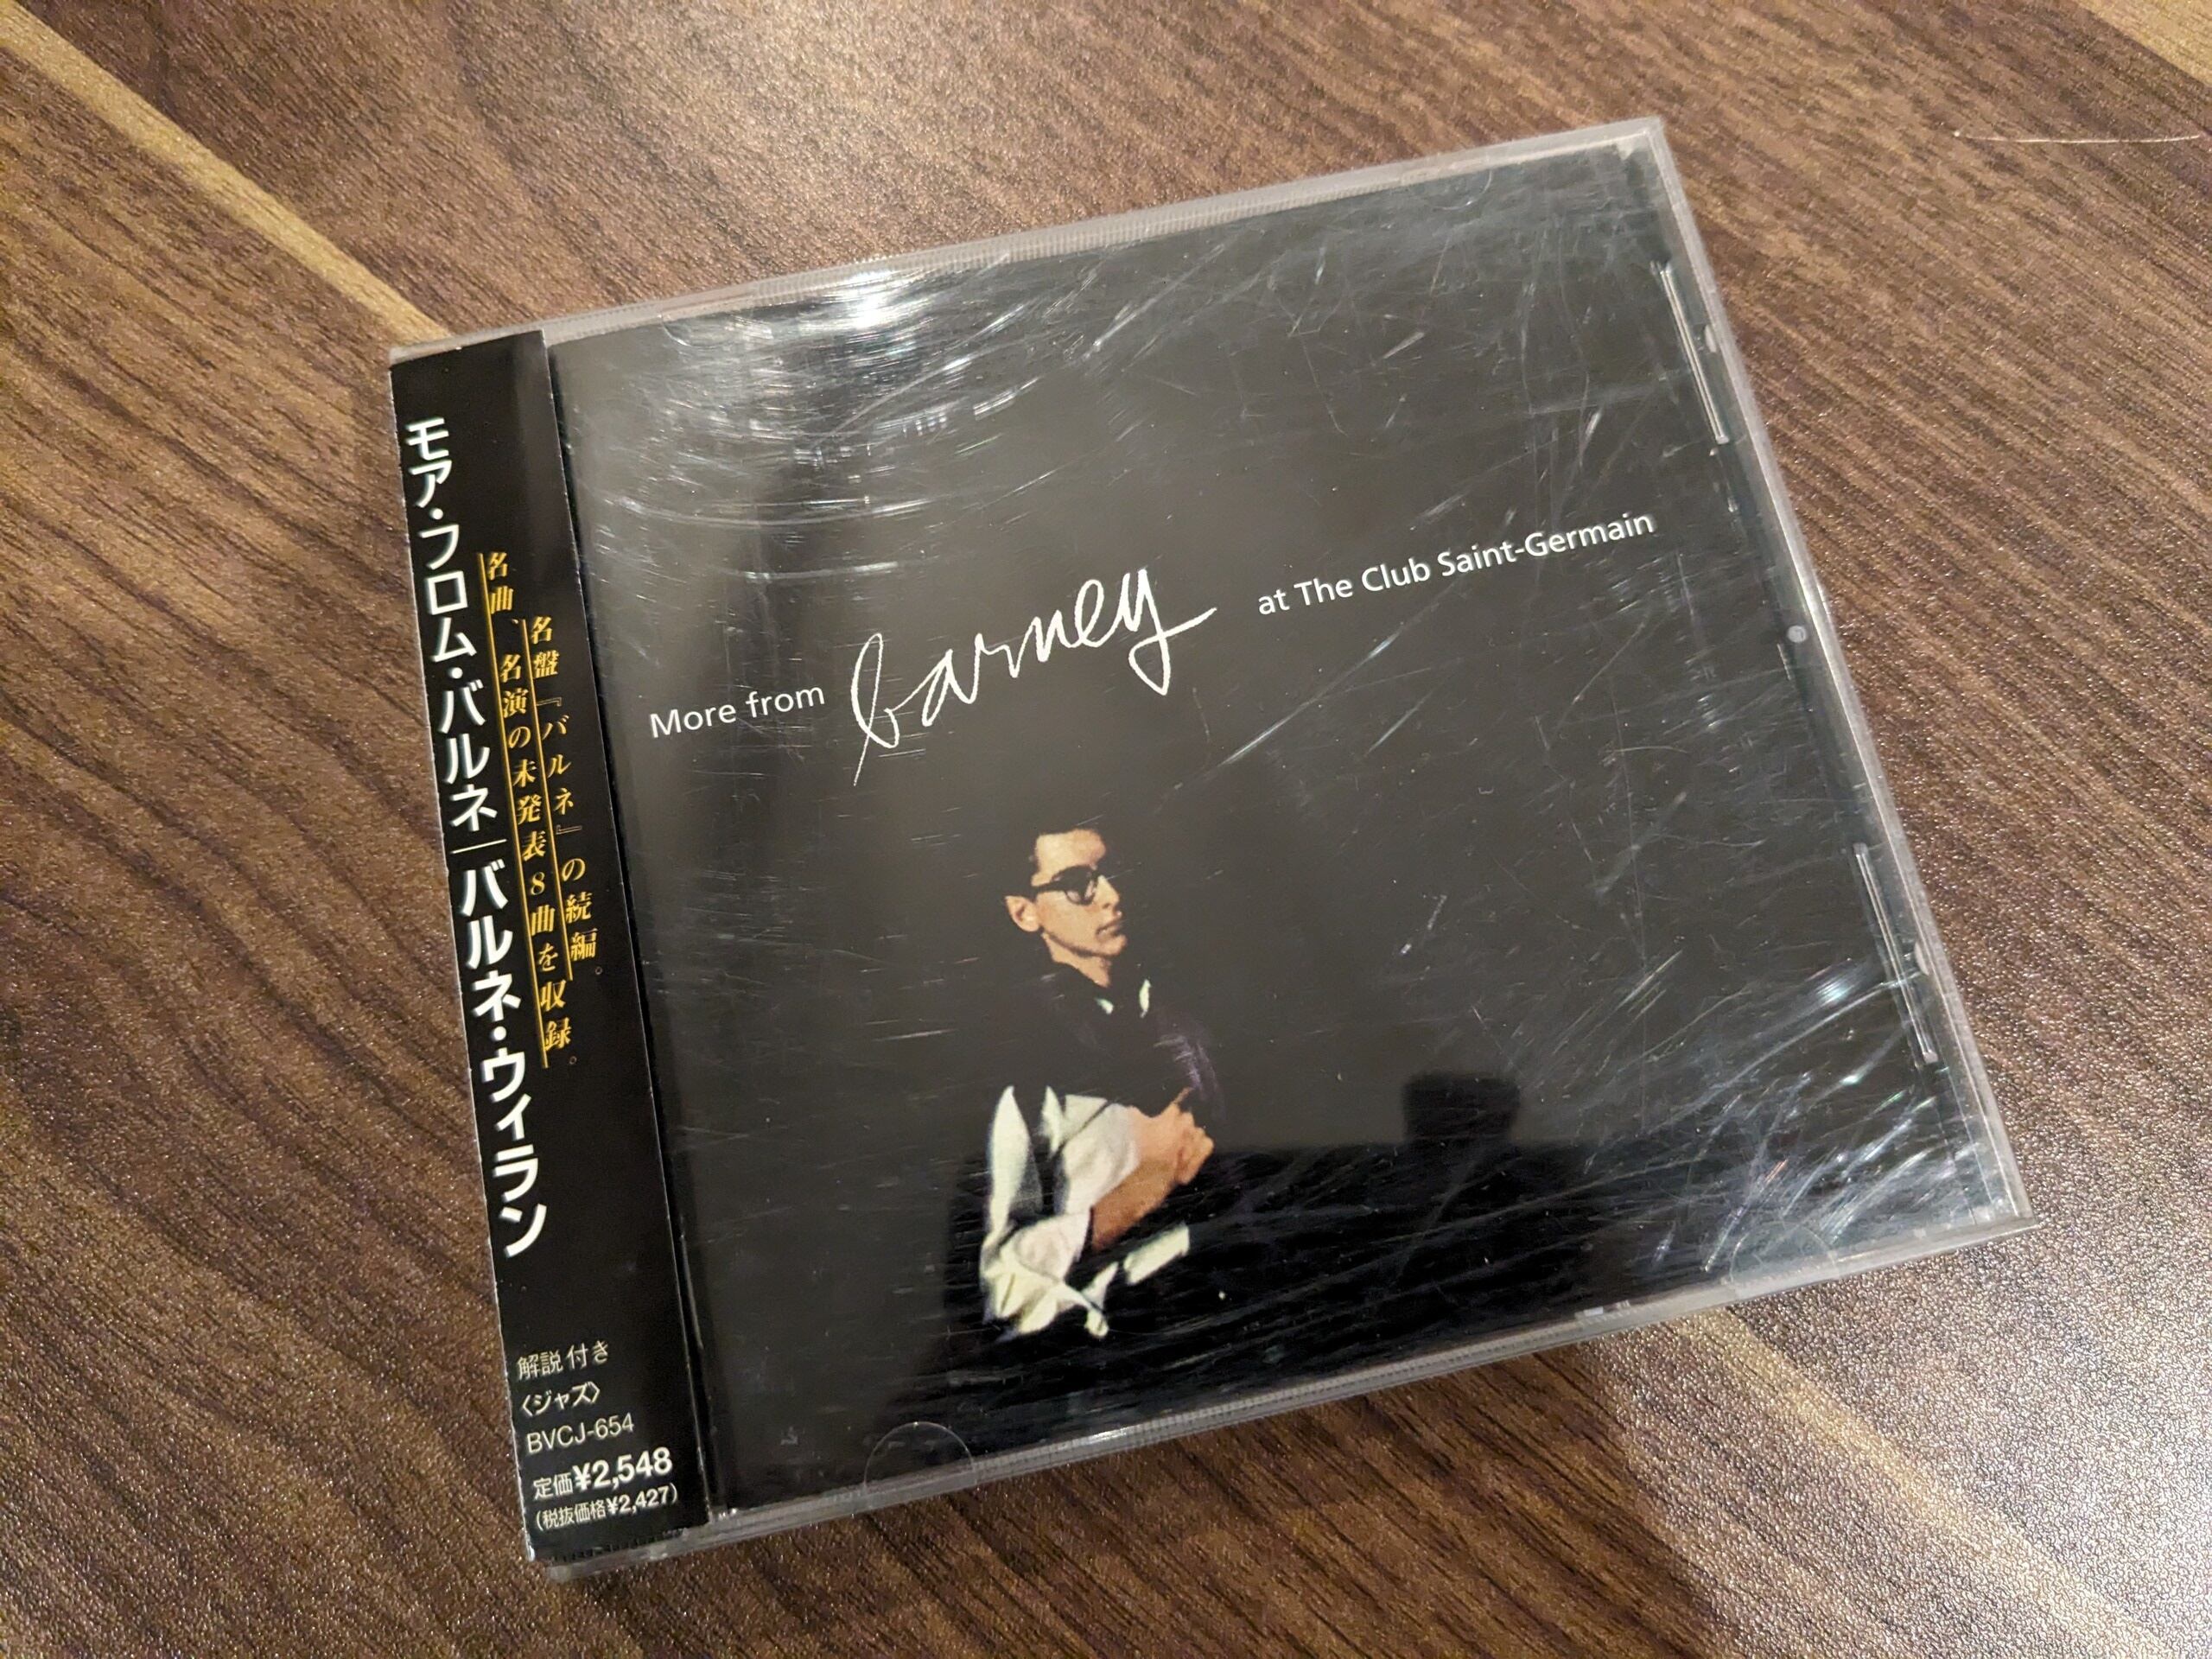 モア・フロム・バルネ|バルネ・ウィラン
名盤『バルネ』の続編。
名曲、名演の未発表8曲を収録。
解説付き
〈ジャズ〉
BVCJ-654
定価¥2,548
(税抜価格¥2,427)
More from barney at The Club Saint-Germain